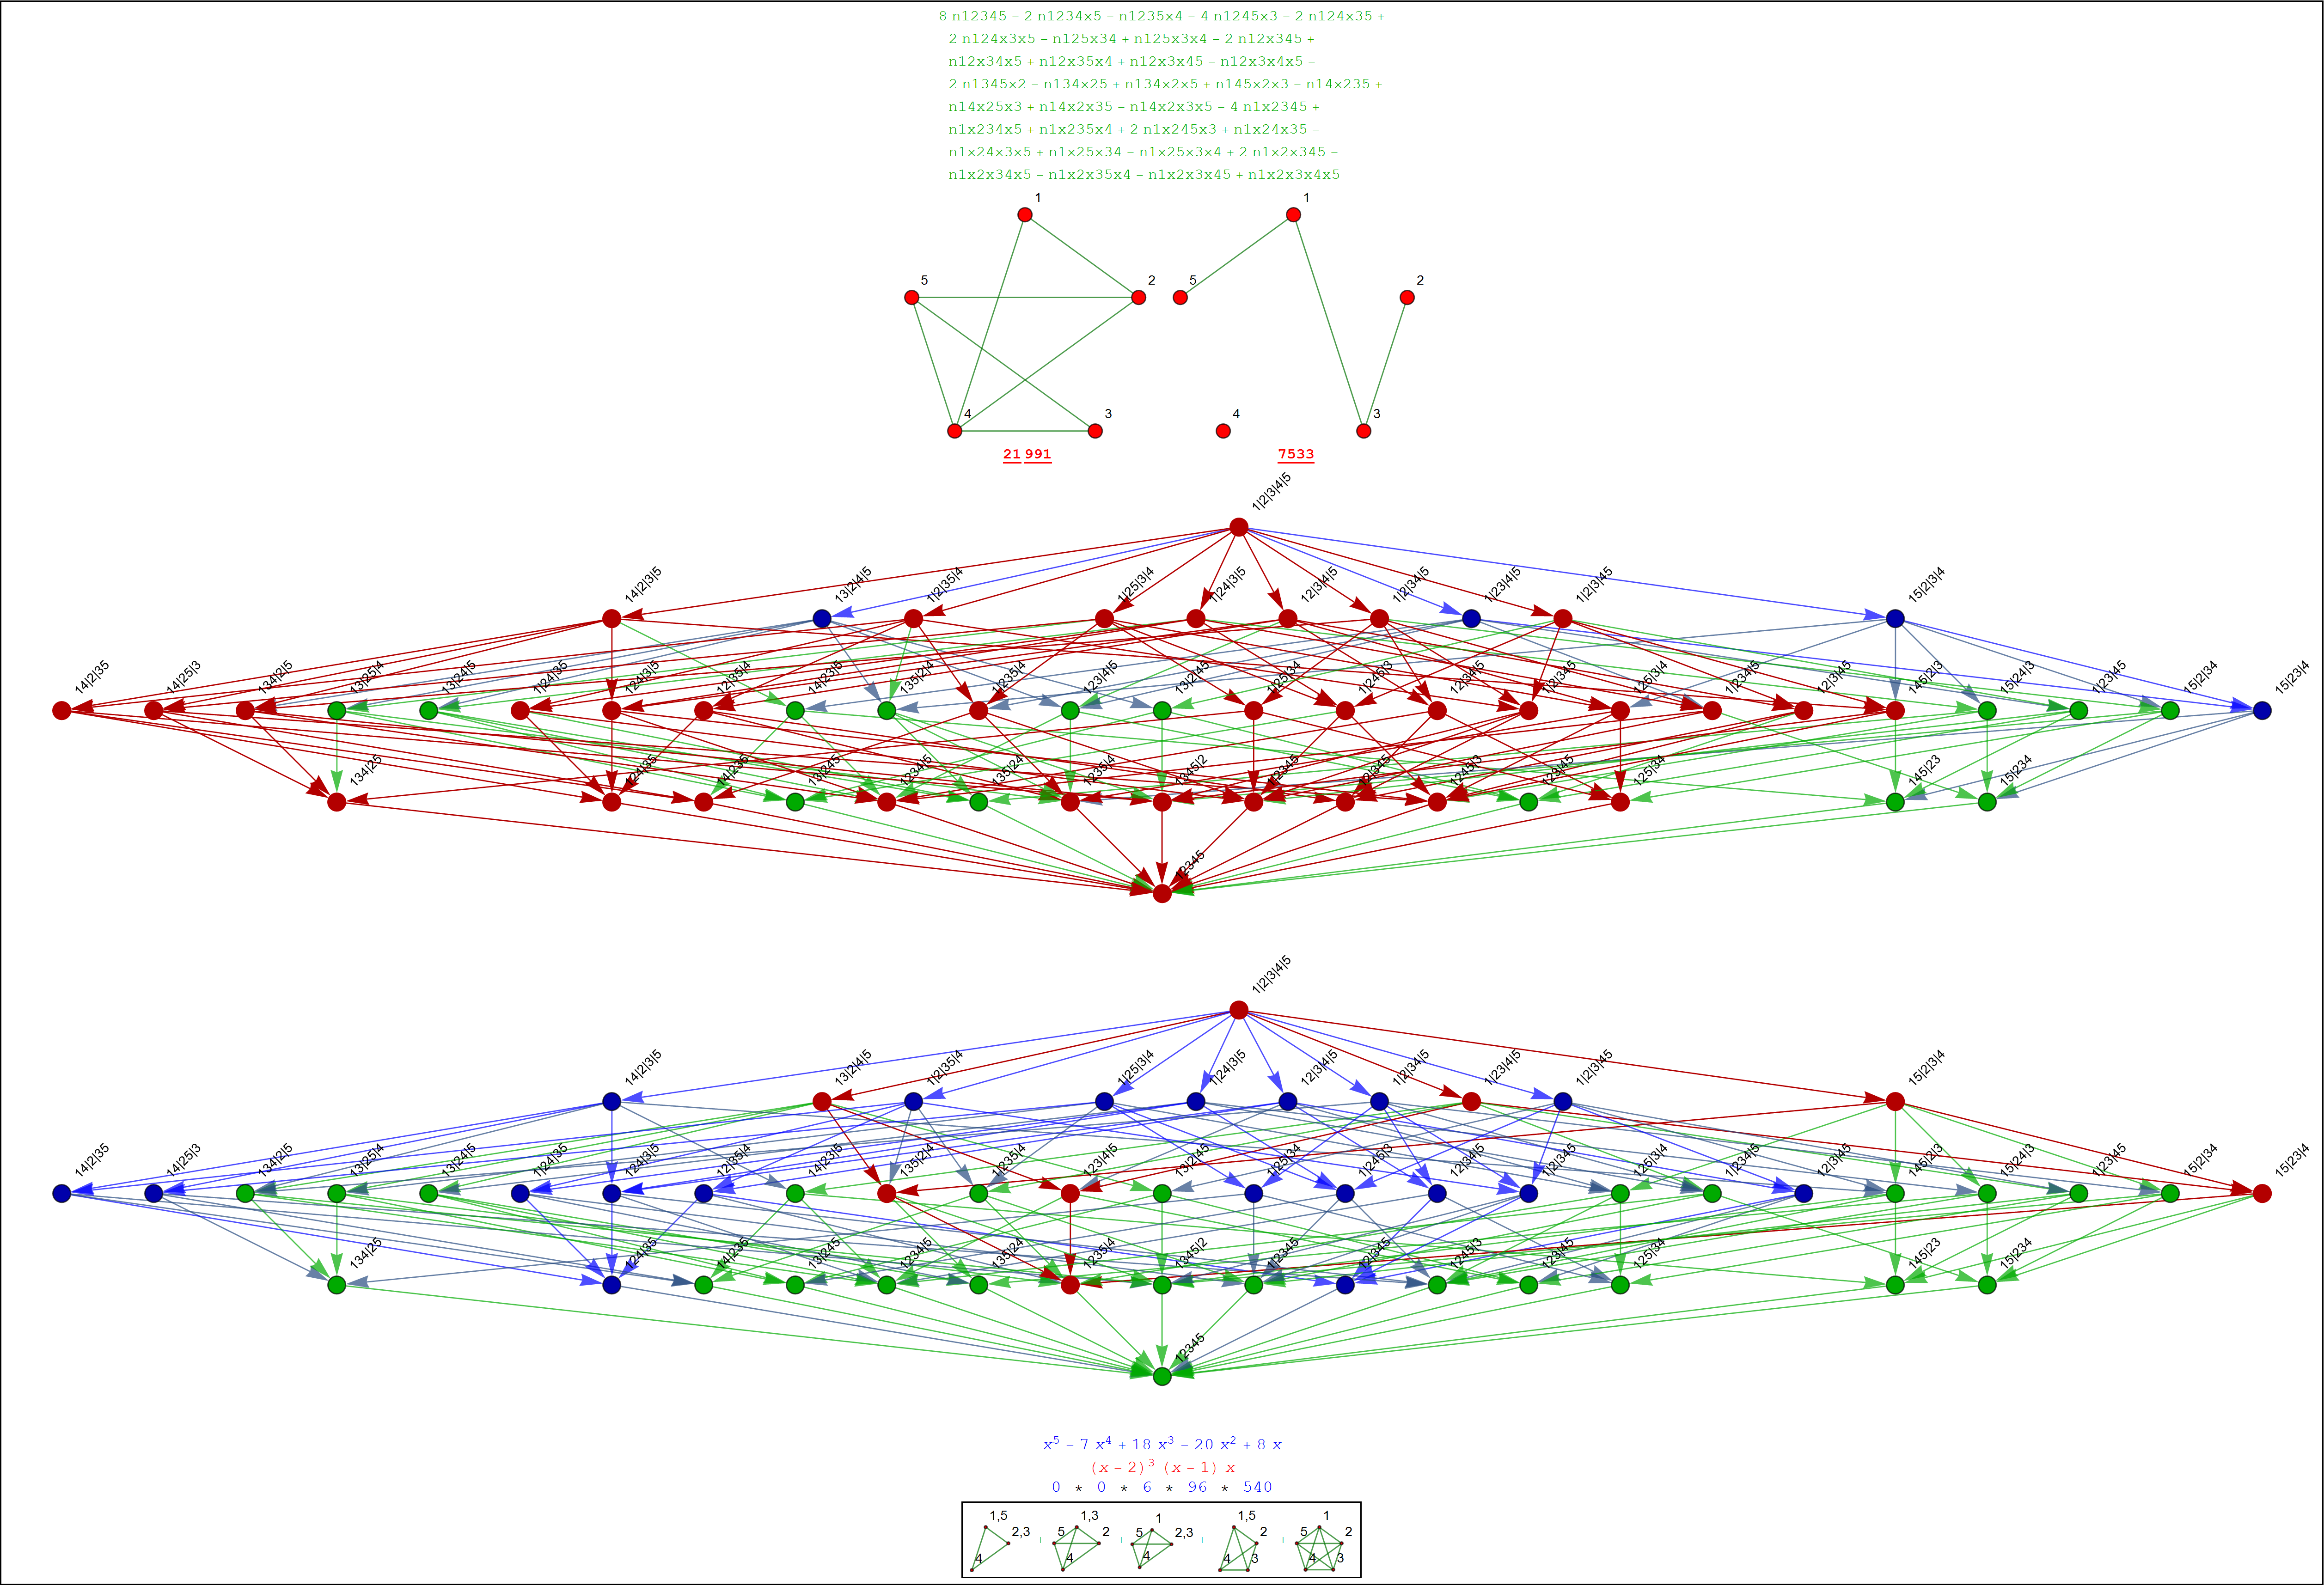 8 n12345 – 2 n1234x5 – n1235x4 – 4 n1245x3 – 2 n124x35 +
2 n124x3x5 – n125x34 + n125x3x4 – 2 n12x345 +
n12x34x5 + n12x35x4 + n12x3x45 – n12x3x4x5 –
2 n1345x2 – n134x25 + n134x2x5 + n145x2x3 – n14x235 +
n14x25x3 + n14x2x35 – n14x2x3x5 – 4 n1x2345 +
n1x234x5 + n1x235x4 + 2 n1x245x3 + n1x24x35 –
n1x24x3x5 + n1x25x34 – n1x25x3x4 + 2 n1x2x345 –
n1x2x34x5 – n1x2x35x4 – n1x2x3x45 + n1x2x3x4x5
1 1
5 2 5 2
4 3 4 3
21 991 7533
1|2|3|4|5
14|2|3|5 13|2|4|5 1|2|35|4 1|25|3|4 1|24|3|5 12|3|4|5 1|2|34|5 1|23|4|5 1|2|3|45 15|2|3|4
14|2|35 14|25|3 134|2|5 13|25|4 13|24|5 1|24|35 124|3|5 12|35|4 14|23|5 135|2|4 1|235|4 123|4|5 13|2|45 1|25|34 1|245|3 12|34|5 1|2|345 125|3|4 1|234|5 12|3|45 145|2|3 15|24|3 1|23|45 15|2|34 15|23|4
134|25 124|35 14|235 13|245 1234|5 135|24 1235|4 1345|2 1|2345 12|345 1245|3 123|45 125|34 145|23 15|234
12345
1|2|3|4|5
14|2|3|5 13|2|4|5 1|2|35|4 1|25|3|4 1|24|3|5 12|3|4|5 1|2|34|5 1|23|4|5 1|2|3|45 15|2|3|4
14|2|35 14|25|3 134|2|5 13|25|4 13|24|5 1|24|35 124|3|5 12|35|4 14|23|5 135|2|4 1|235|4 123|4|5 13|2|45 1|25|34 1|245|3 12|34|5 1|2|345 125|3|4 1|234|5 12|3|45 145|2|3 15|24|3 1|23|45 15|2|34 15|23|4
134|25 124|35 14|235 13|245 1234|5 135|24 1235|4 1345|2 1|2345 12|345 1245|3 123|45 125|34 145|23 15|234
12345
x⁵ – 7 x⁴ + 18 x³ – 20 x² + 8 x
(x – 2)³ (x – 1) x
0 * 0 * 6 * 96 * 540
1,5 2,3 4 + 1,3 5 2 4 + 1 5 2,3 4 + 1,5 2 4 3 + 1 5 2 4 3